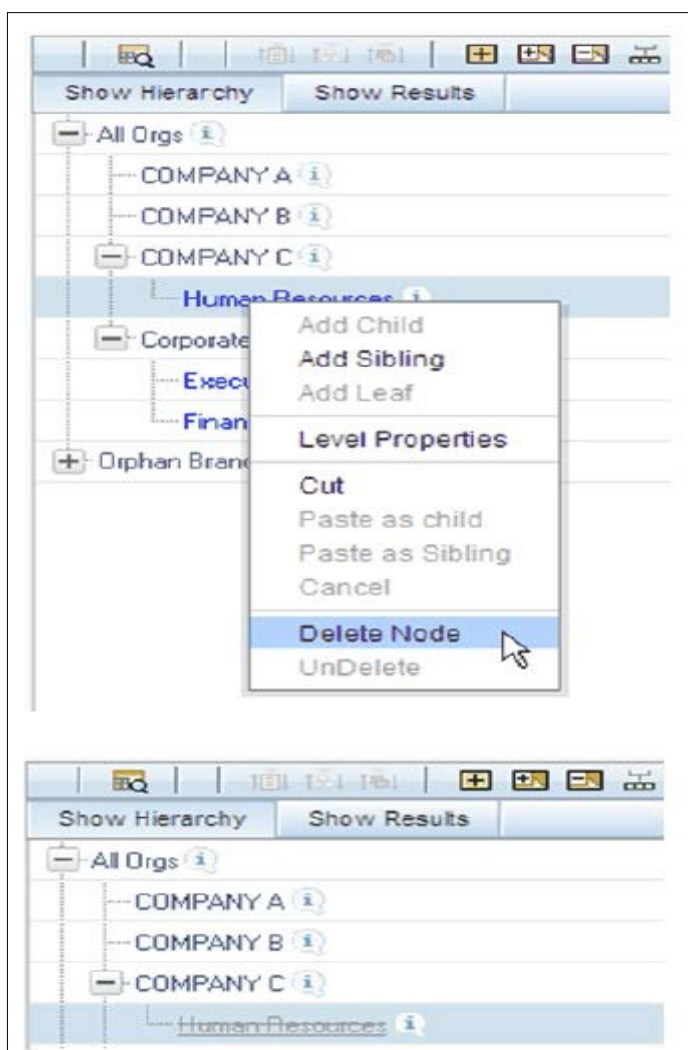 Show Hierarchy Show Results
All Orgs
COMPANY A
COMPANY B
COMPANY C
Human Resources
Add Child
Corporate
Add Sibling
Execu
Add Leaf
Finan
Level Properties
Orphan Branc
Cut
Paste as child
Paste as Sibling
Cancel
Delete Node
UnDelete
Show Hierarchy Show Results
All Orgs
COMPANY A
COMPANY B
COMPANY C
Human Resources